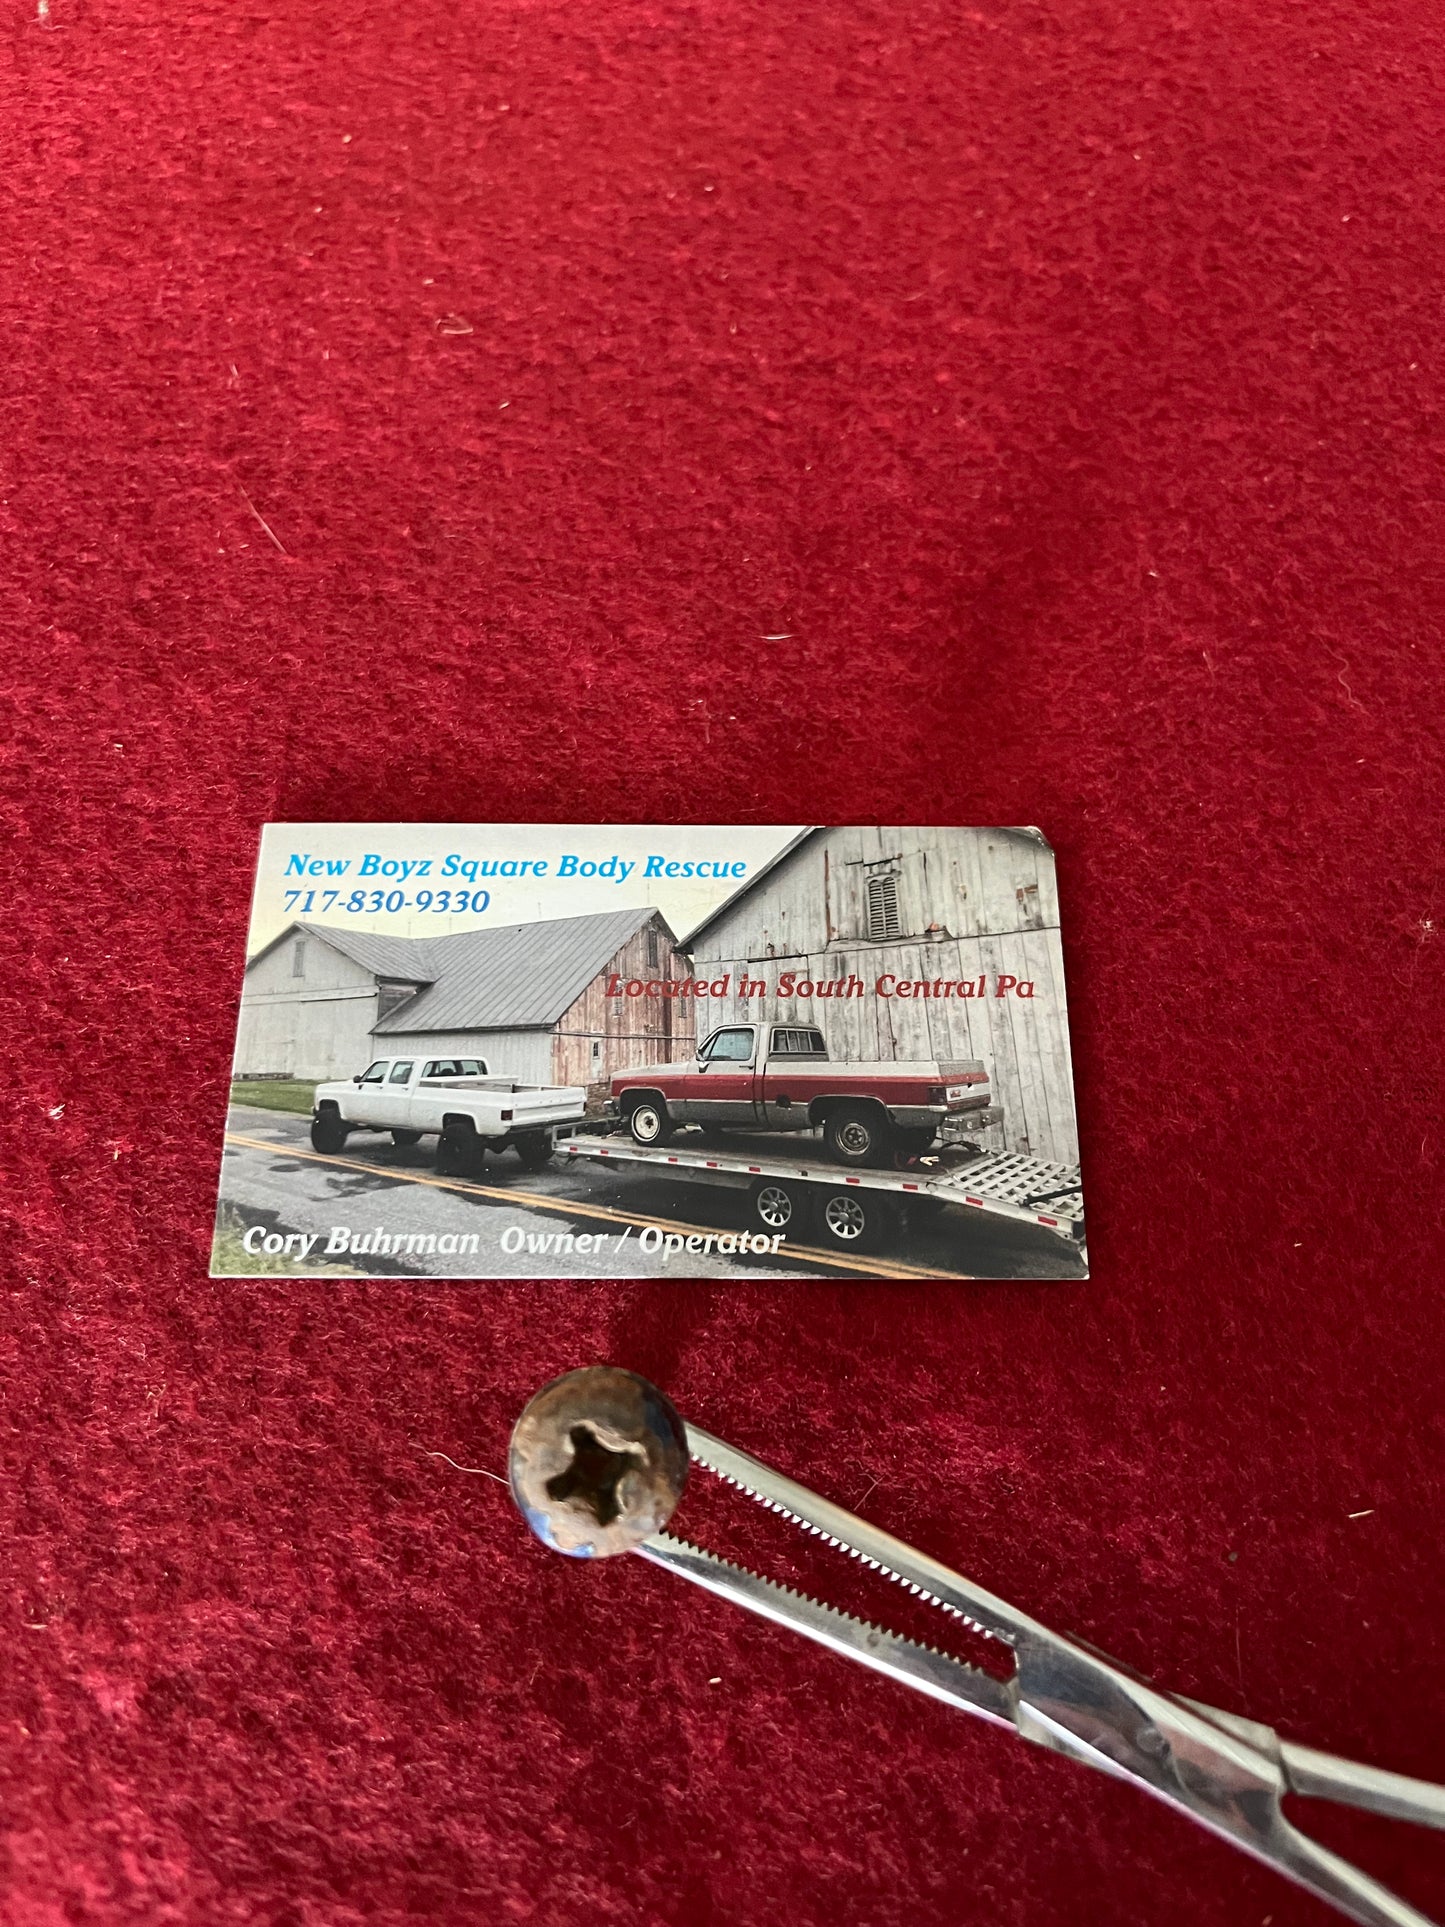 New Boyz Square Body Rescue
717-830-9330
Located in South Central Pa
Cory Buhrman Owner / Operator